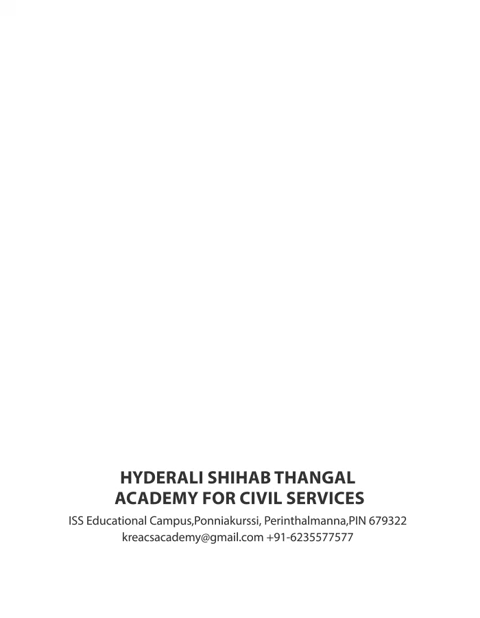 HYDERALI SHIHAB THANGAL
ACADEMY FOR CIVIL SERVICES
ISS Educational Campus,Ponniakurssi, Perinthalmanna,PIN 679322
kreacsacademy@gmail.com +91-6235577577